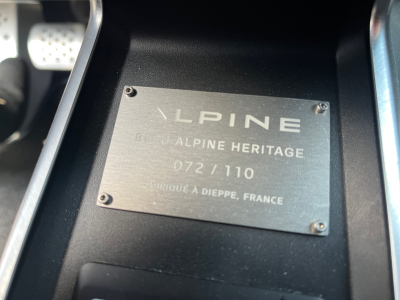 ALPINE
ALPINE HERITAGE
072 / 110
À DIEPPE, FRANCE